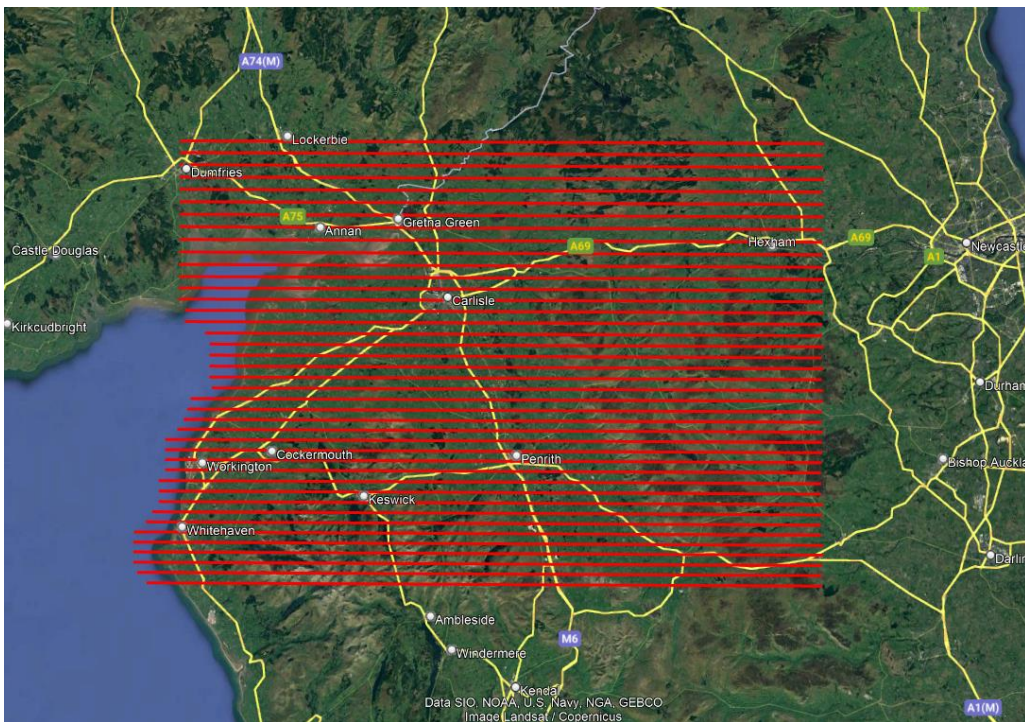 A74(M)
Lockerbie
Dumfries
A75
Gretna Green
Annan
Castle Douglas
A69
Hexham
A69
Newcastle
A1
Carlisle
Kirkcudbright
Durham
Cockermouth
Workington
Penrith
Bishop Auckla
Keswick
Whitehaven
Darlin
Ambleside
M6
Windermere
Kendal
Data SIO, NOAA, U.S. Navy, NGA, GEBCO
Image Landsat / Copernicus
A1(M)